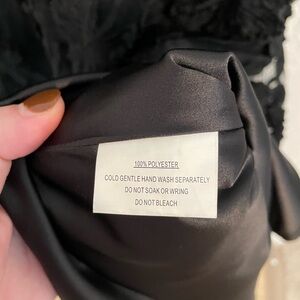 100% POLYESTER
COLD GENTLE HAND WASH SEPARATELY
DO NOT SOAK OR WRING
DO NOT BLEACH